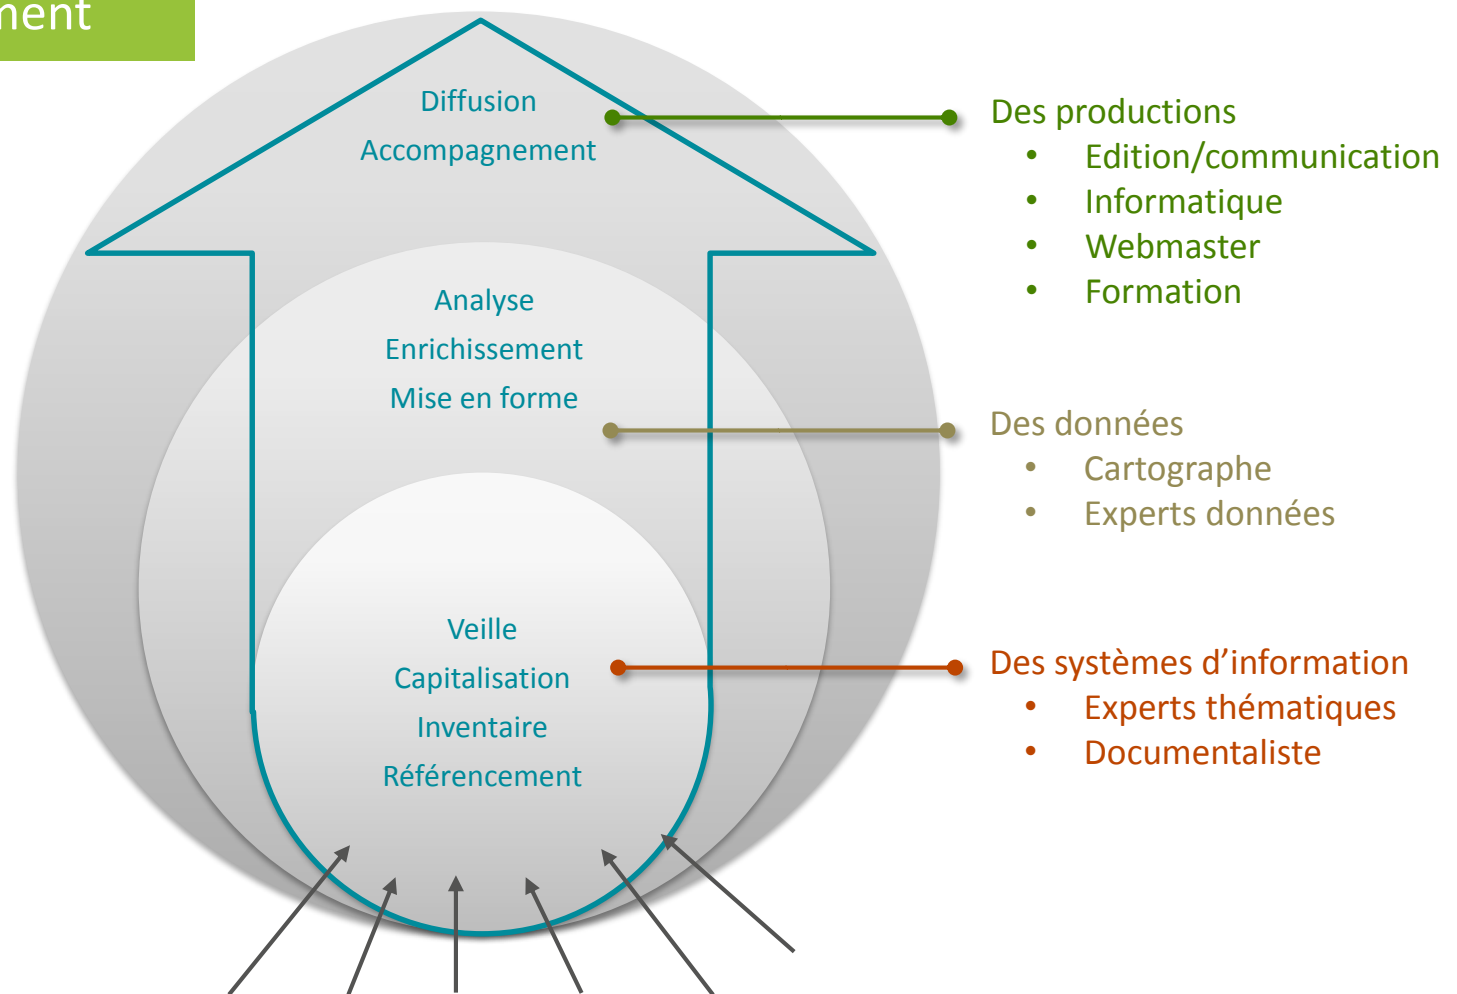 Diffusion
Accompagnement
Analyse
Enrichissement
Mise en forme
Veille
Capitalisation
Inventaire
Référencement
Des productions
• Edition/communication
• Informatique
• Webmaster
• Formation
Des données
• Cartographe
• Experts données
Des systèmes d’information
• Experts thématiques
• Documentaliste